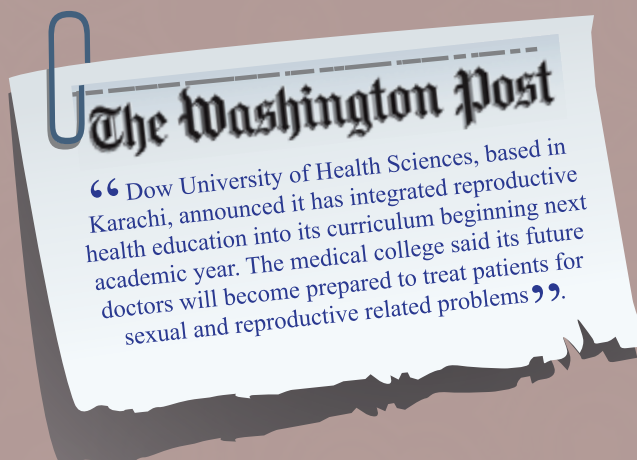 The Washington Post
“ Dow University of Health Sciences, based in
Karachi, announced it has integrated reproductive
health education into its curriculum beginning next
academic year. The medical college said its future
doctors will become prepared to treat patients for
sexual and reproductive related problems”.